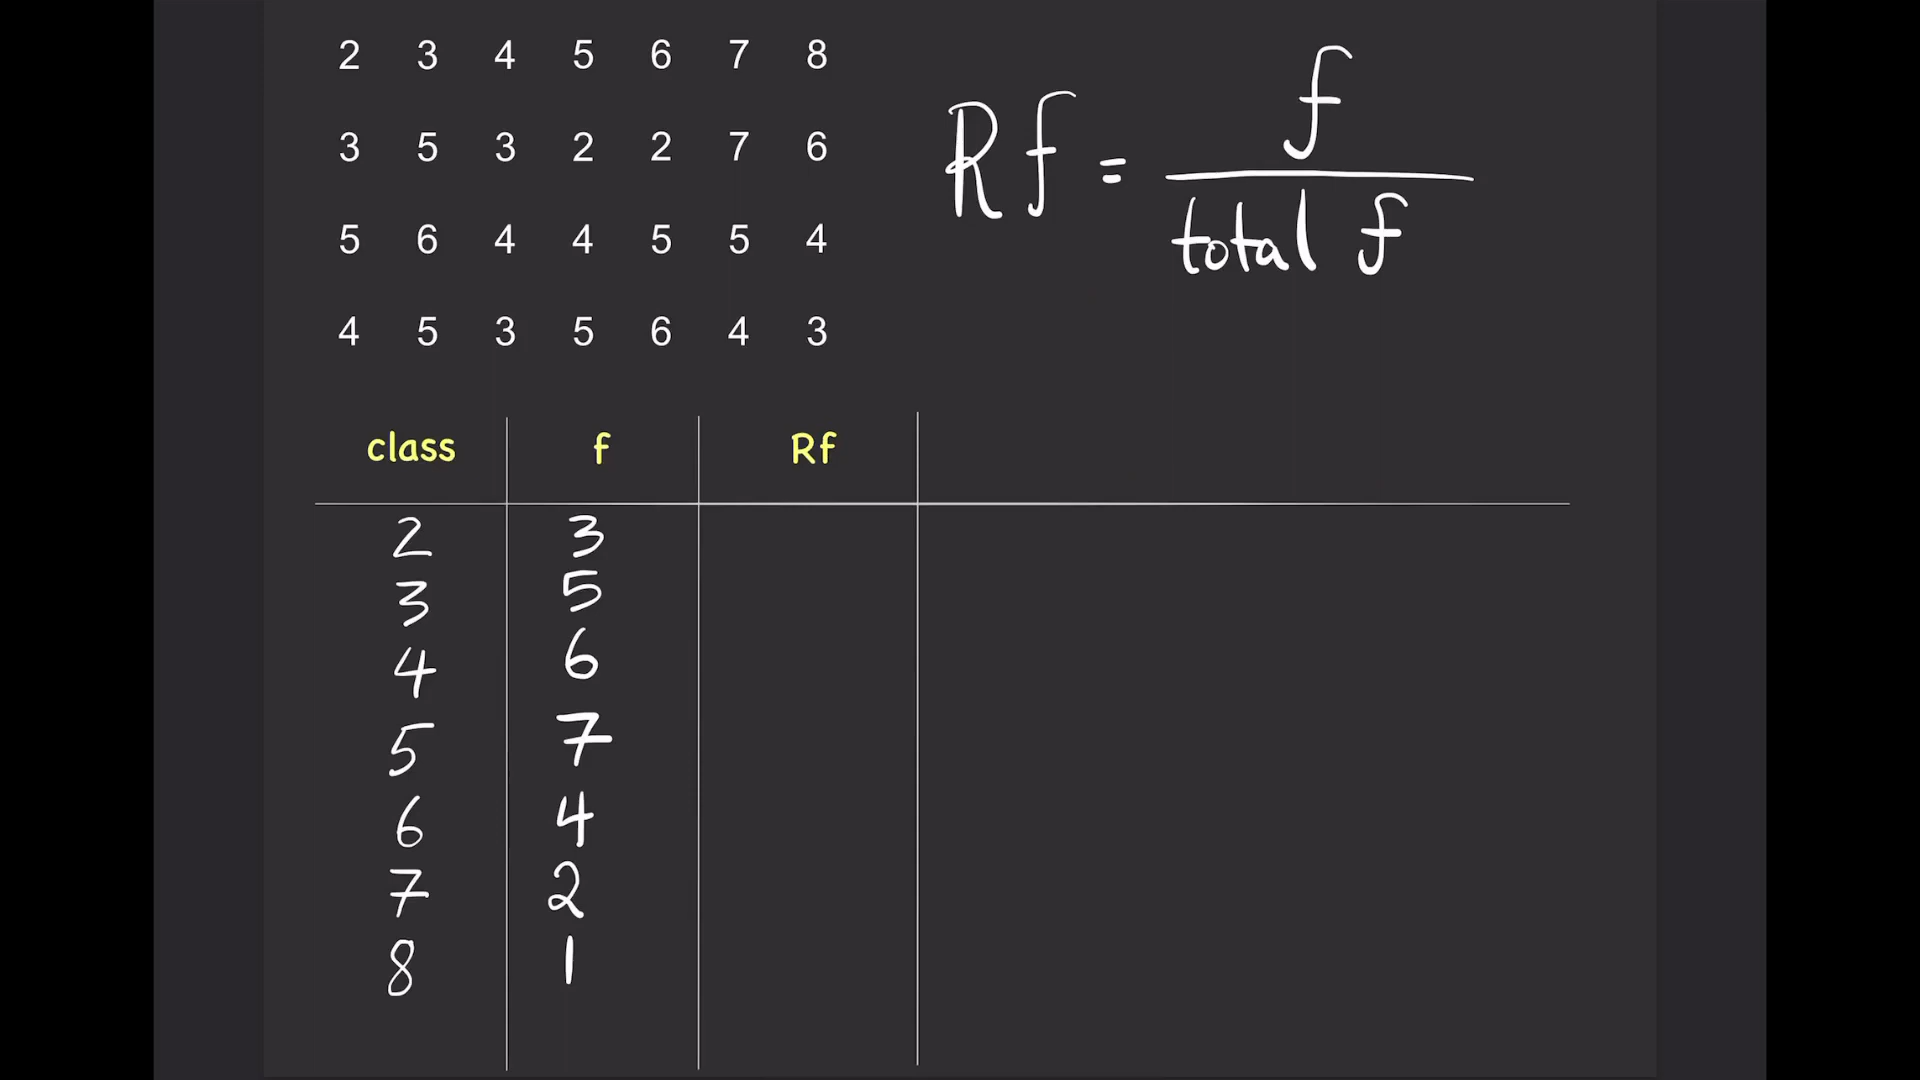 2 3 4 5 6 7 8
3 5 3 2 2 7 6
5 6 4 4 5 5 4
4 5 3 5 6 4 3
Rf = f / total f
class f Rf
2 3
3 5
4 6
5 7
6 4
7 2
8 1